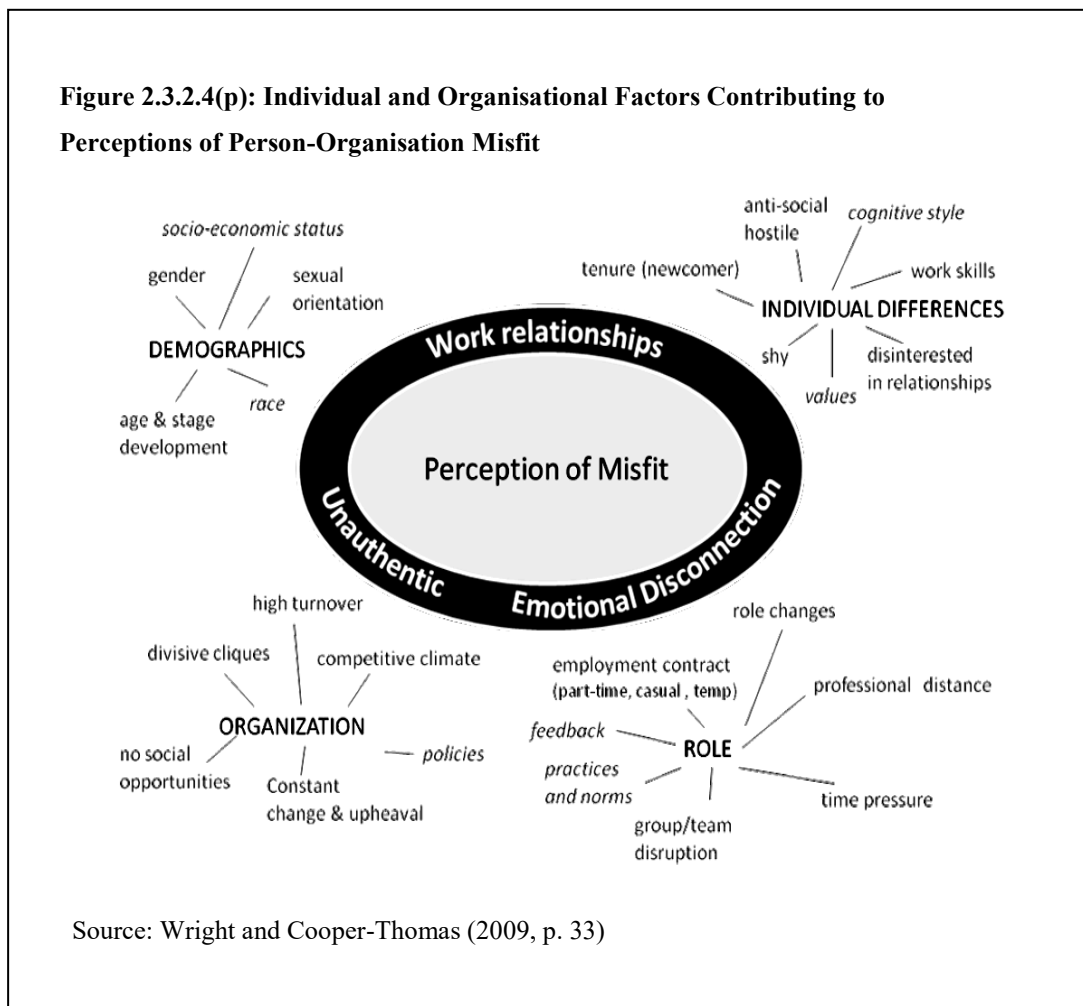 Figure 2.3.2.4(p): Individual and Organisational Factors Contributing to
Perceptions of Person-Organisation Misfit
socio-economic status
gender
sexual
orientation
DEMOGRAPHICS
race
age & stage
development
anti-social
hostile
cognitive style
tenure (newcomer)
work skills
INDIVIDUAL DIFFERENCES
shy
disinterested
in relationships
values
Work relationships
Perception of Misfit
Unauthentic
Emotional Disconnection
high turnover
divisive cliques
competitive climate
ORGANIZATION
no social
opportunities
policies
Constant
change & upheaval
role changes
employment contract
(part-time, casual , temp)
professional distance
feedback
ROLE
practices
and norms
time pressure
group/team
disruption
Source: Wright and Cooper-Thomas (2009, p. 33)